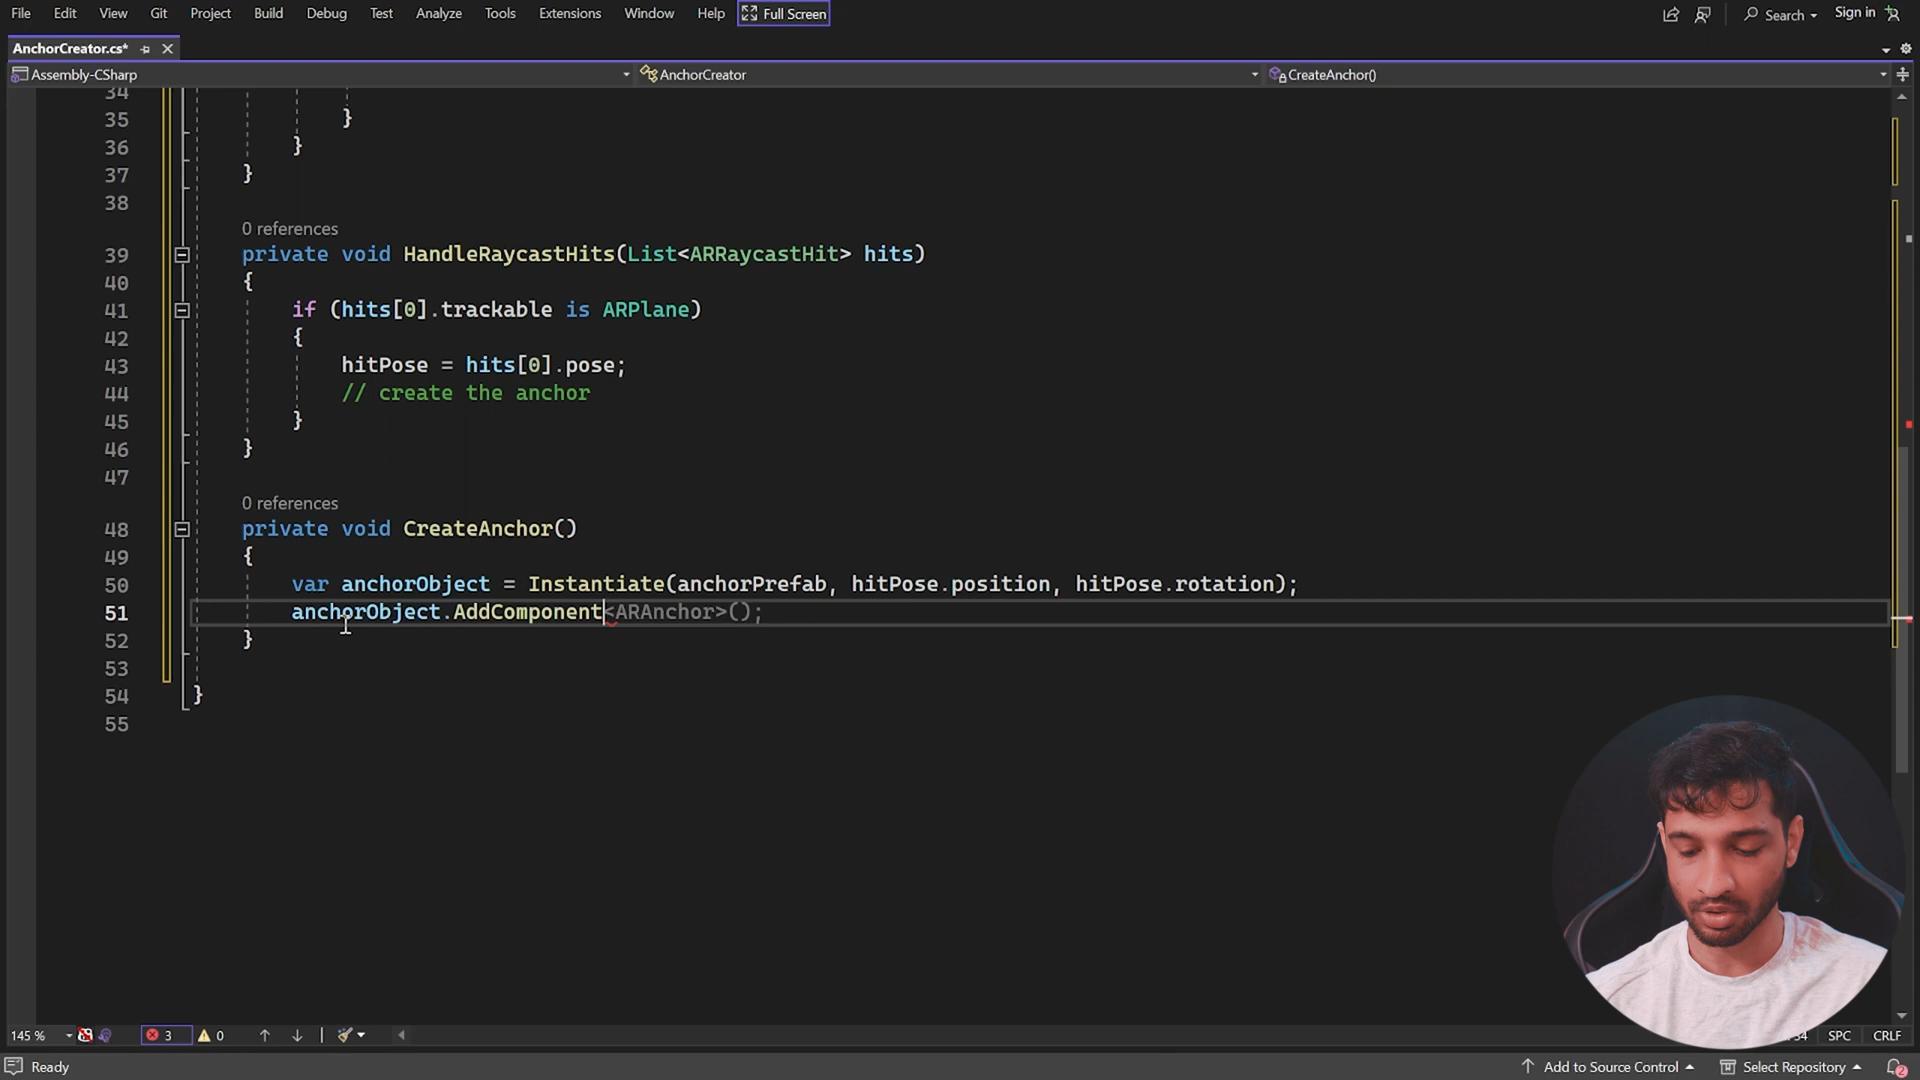 File Edit View Git Project Build Debug Test Analyze Tools Extensions Window Help Full Screen Search Sign in
AnchorCreator.cs*
Assembly-CSharp AnchorCreator CreateAnchor()
34
35 }
36 }
37 }
38
0 references
39 private void HandleRaycastHits(List<ARRaycastHit> hits)
40 {
41 if (hits[0].trackable is ARPlane)
42 {
43 hitPose = hits[0].pose;
44 // create the anchor
45 }
46 }
47
0 references
48 private void CreateAnchor()
49 {
50 var anchorObject = Instantiate(anchorPrefab, hitPose.position, hitPose.rotation);
51 anchorObject.AddComponent<ARAnchor>();
52 }
53
54 }
55
145 % 3 0 SPC CRLF
Ready Add to Source Control Select Repository 2